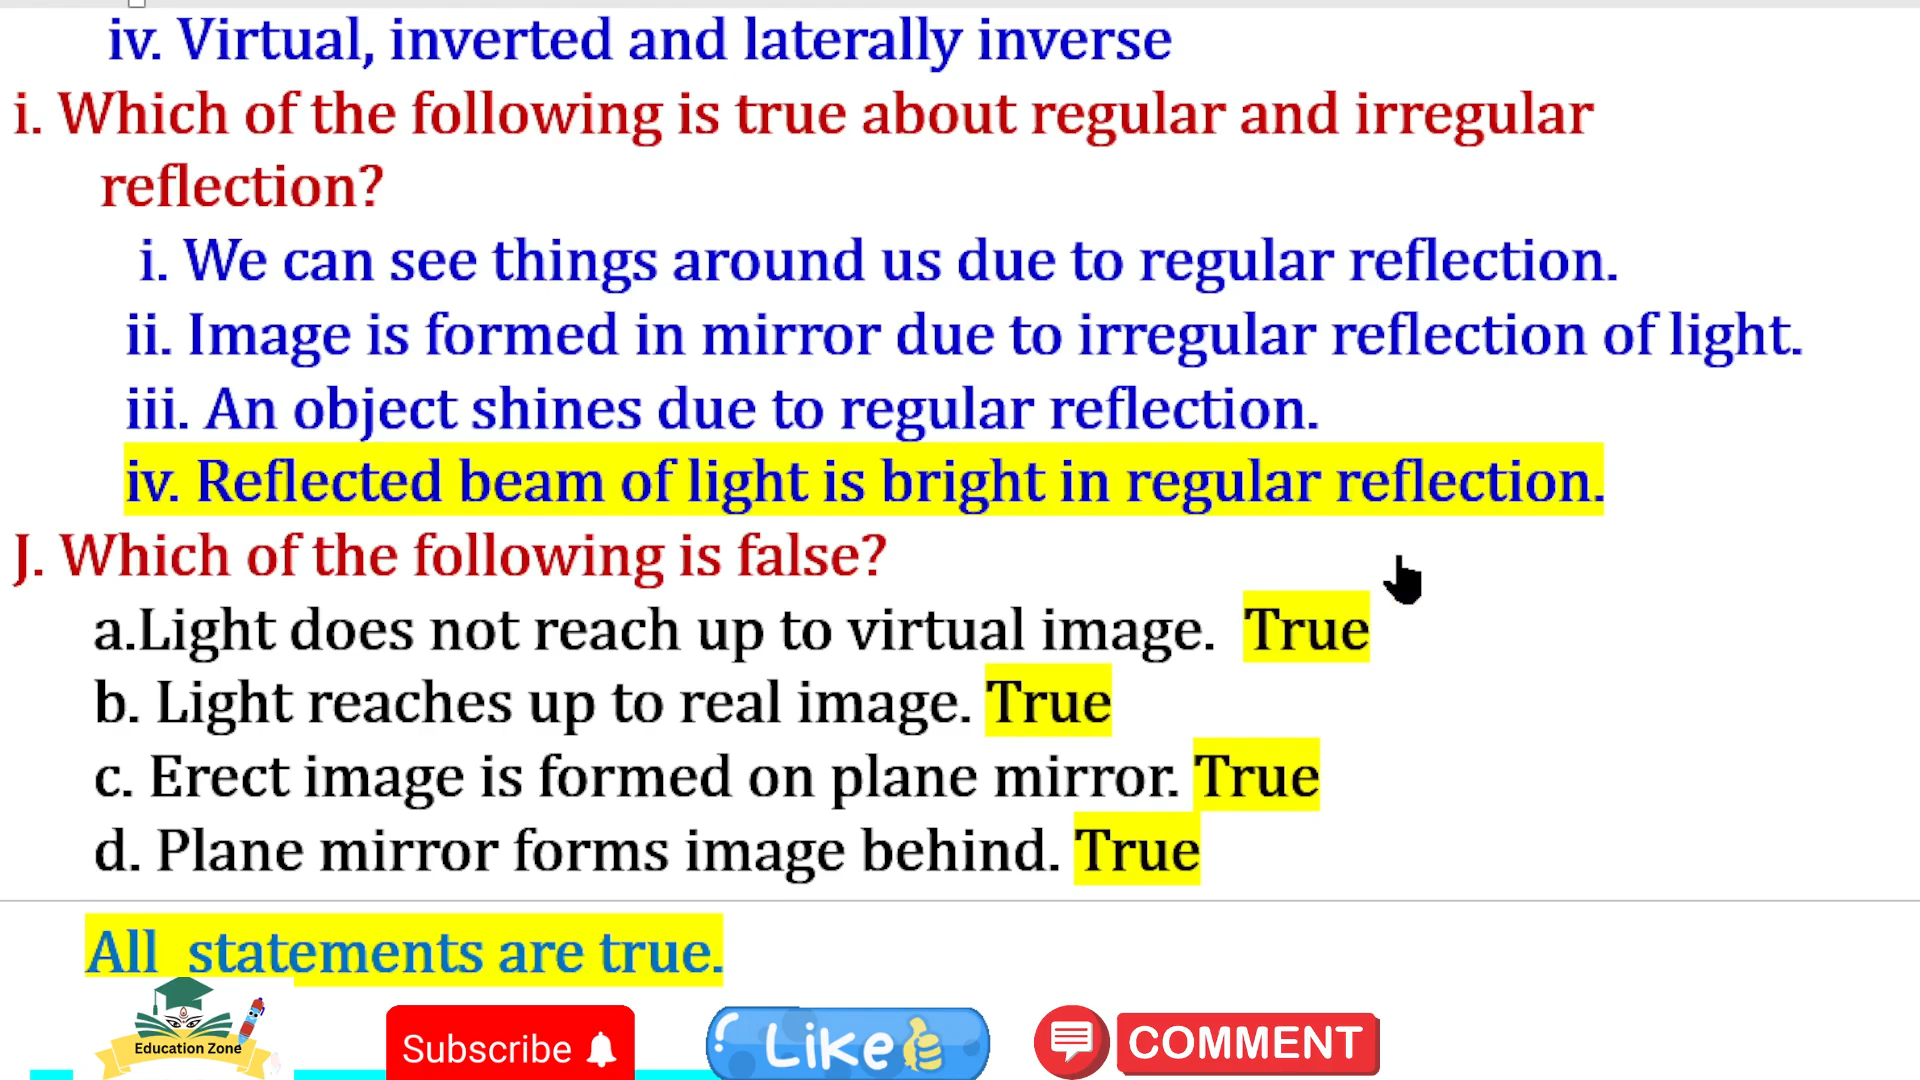 iv. Virtual, inverted and laterally inverse
i. Which of the following is true about regular and irregular
reflection?
i. We can see things around us due to regular reflection.
ii. Image is formed in mirror due to irregular reflection of light.
iii. An object shines due to regular reflection.
iv. Reflected beam of light is bright in regular reflection.
J. Which of the following is false?
a.Light does not reach up to virtual image. True
b. Light reaches up to real image. True
c. Erect image is formed on plane mirror. True
d. Plane mirror forms image behind. True
All statements are true.
Education Zone
Subscribe
Like
COMMENT